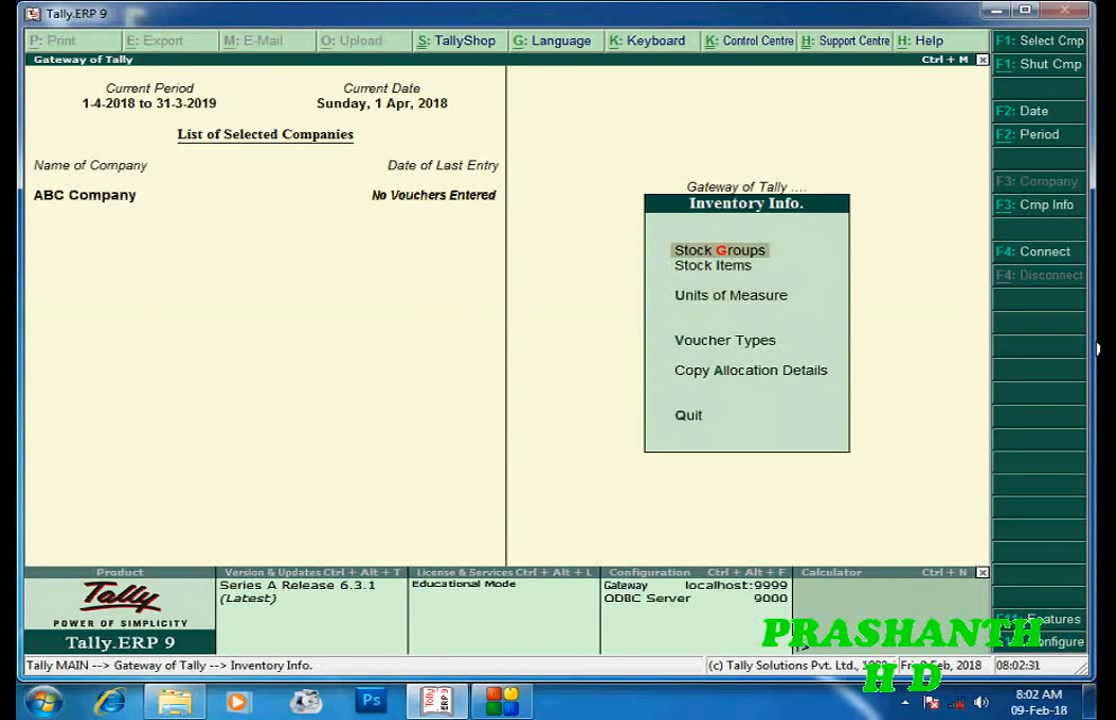 Tally.ERP 9
P: Print E: Export M: E-Mail O: Upload S: TallyShop G: Language K: Keyboard K: Control Centre H: Support Centre H: Help
Gateway of Tally Ctrl + M
Current Period Current Date
1-4-2018 to 31-3-2019 Sunday, 1 Apr, 2018
List of Selected Companies
Name of Company Date of Last Entry
ABC Company No Vouchers Entered
Gateway of Tally ....
Inventory Info.
Stock Groups
Stock Items
Units of Measure
Voucher Types
Copy Allocation Details
Quit
F1: Select Cmp
F1: Shut Cmp
F2: Date
F2: Period
F3: Company
F3: Cmp Info
F4: Connect
F4: Disconnect
F11: Features
Configure
Product
Tally
POWER OF SIMPLICITY
Tally.ERP 9
Version & Updates Ctrl + Alt + T
Series A Release 6.3.1
(Latest)
License & Services Ctrl + Alt + L
Educational Mode
Configuration Ctrl + Alt + F
Gateway localhost:9999
ODBC Server 9000
Calculator Ctrl + N
PRASHANTH
H D
Tally MAIN --> Gateway of Tally --> Inventory Info. (c) Tally Solutions Pvt. Ltd., Feb, 2018 08:02:31
Ps
Tally
ERP 9
8:02 AM
09-Feb-18